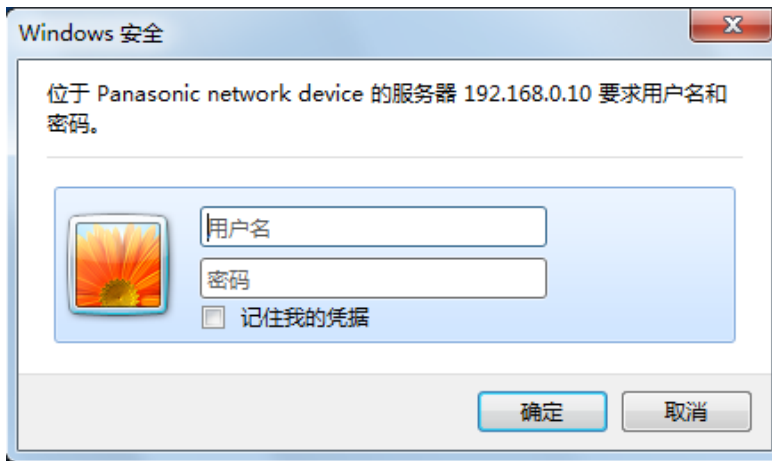 Windows 安全
位于 Panasonic network device 的服务器 192.168.0.10 要求用户名和
密码。
用户名
密码
记住我的凭据
确定 取消